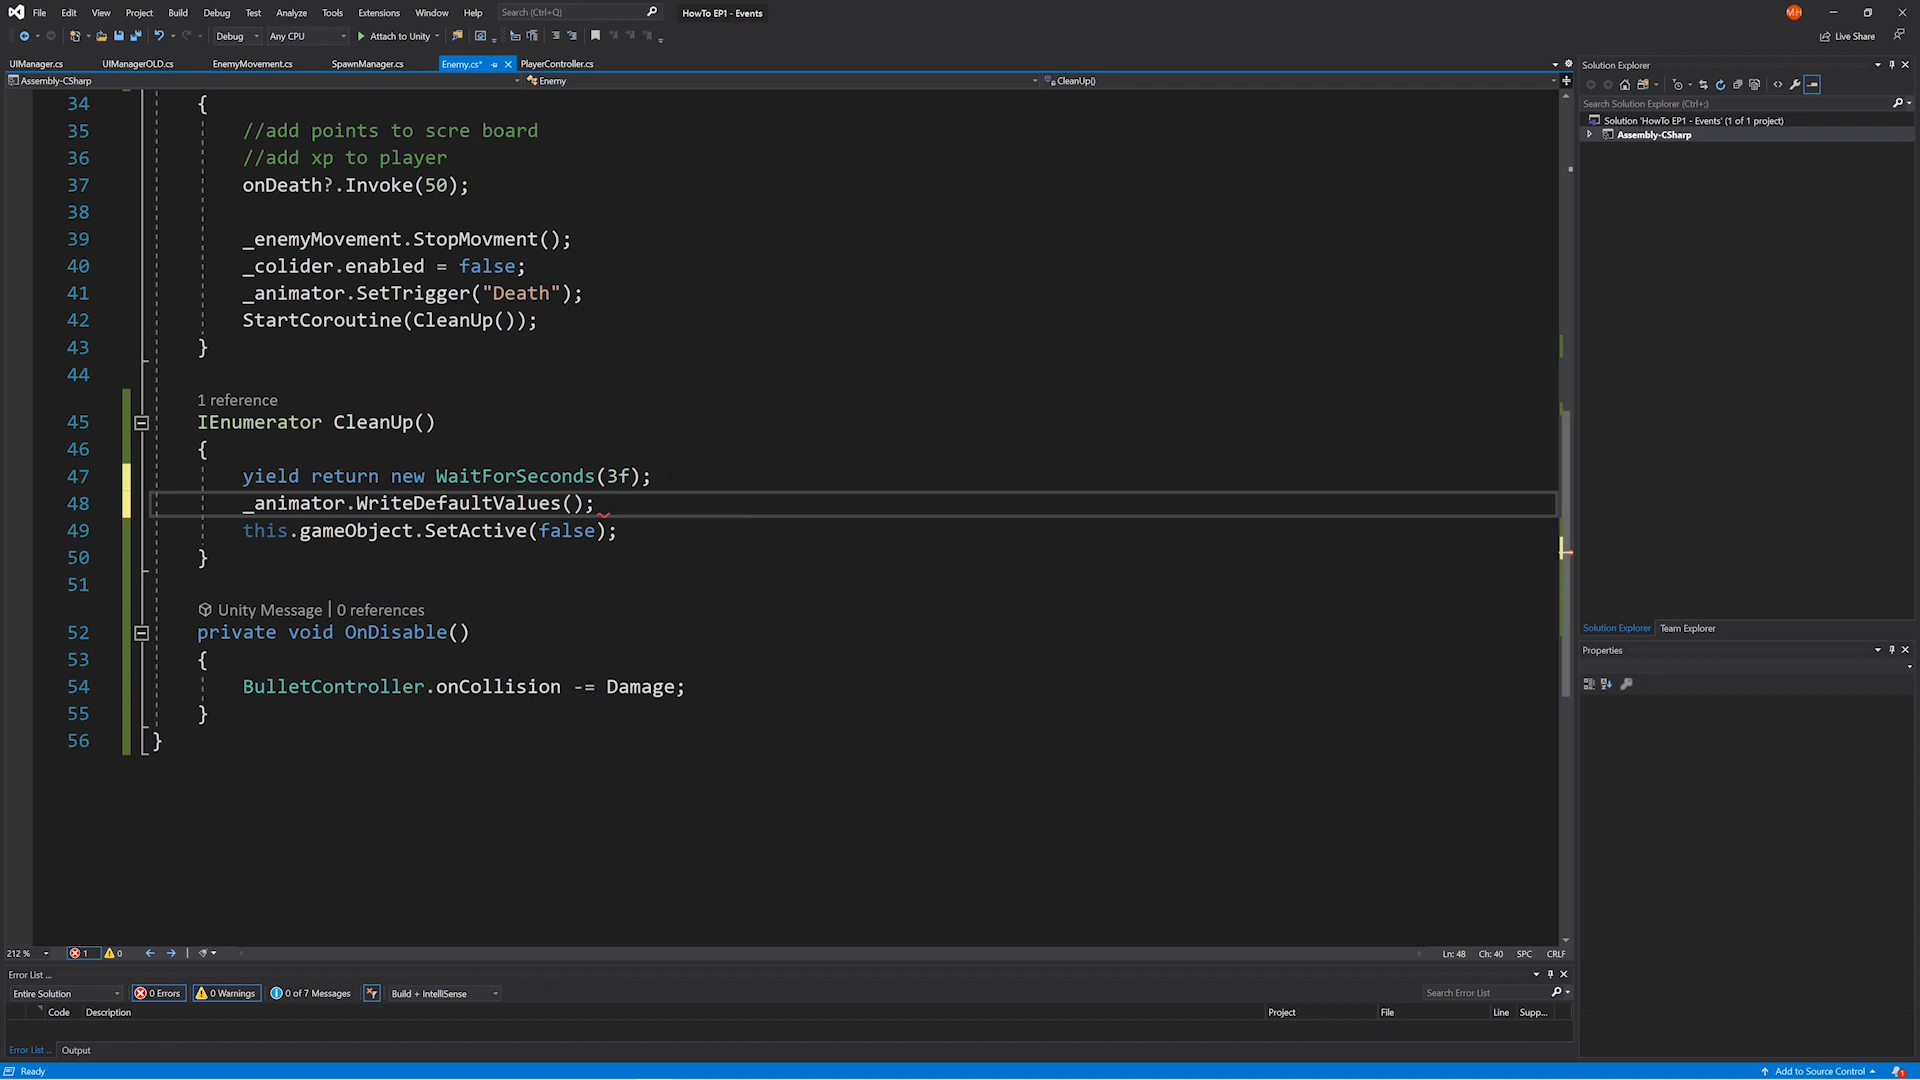 File Edit View Project Build Debug Test Analyze Tools Extensions Window Help Search (Ctrl+Q) HowTo EP1 - Events MH
Debug Any CPU Attach to Unity Live Share
UIManager.cs UIManagerOLD.cs EnemyMovement.cs SpawnManager.cs Enemy.cs* PlayerController.cs
Assembly-CSharp Enemy CleanUp()
34 {
35 //add points to scre board
36 //add xp to player
37 onDeath?.Invoke(50);
38
39 _enemyMovement.StopMovment();
40 _colider.enabled = false;
41 _animator.SetTrigger("Death");
42 StartCoroutine(CleanUp());
43 }
44
1 reference
45 IEnumerator CleanUp()
46 {
47 yield return new WaitForSeconds(3f);
48 _animator.WriteDefaultValues();
49 this.gameObject.SetActive(false);
50 }
51
Unity Message | 0 references
52 private void OnDisable()
53 {
54 BulletController.onCollision -= Damage;
55 }
56 }
212 % 1 0 Ln: 48 Ch: 40 SPC CRLF
Error List ...
Entire Solution 0 Errors 0 Warnings 0 of 7 Messages Build + IntelliSense Search Error List
Code Description Project File Line Supp...
Error List ... Output
Ready Add to Source Control 1
Solution Explorer
Search Solution Explorer (Ctrl+;)
Solution 'HowTo EP1 - Events' (1 of 1 project)
Assembly-CSharp
Solution Explorer Team Explorer
Properties